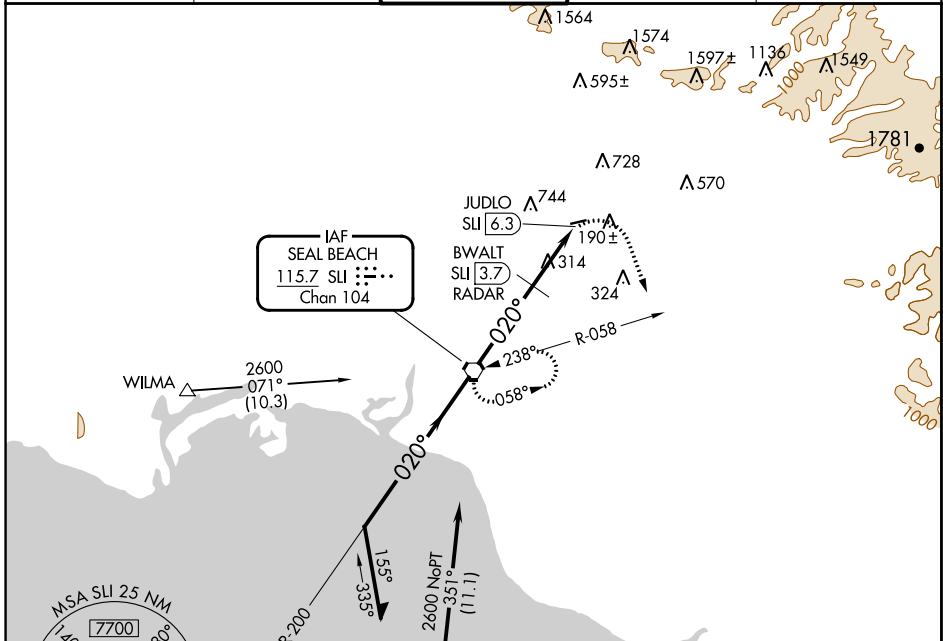 1564
1574
1597±
1136
1549
1000
595±
1781
728
570
JUDLO
744
SLI 6.3
190±
IAF
SEAL BEACH
115.7 SLI
Chan 104
BWALT
SLI 3.7
RADAR
314
324
020°
R-058
238°
058°
WILMA
2600
071°
(10.3)
1000
020°
155°
335°
2600 NoPT
351°
(11.1)
R-200
MSA SLI 25 NM
7700